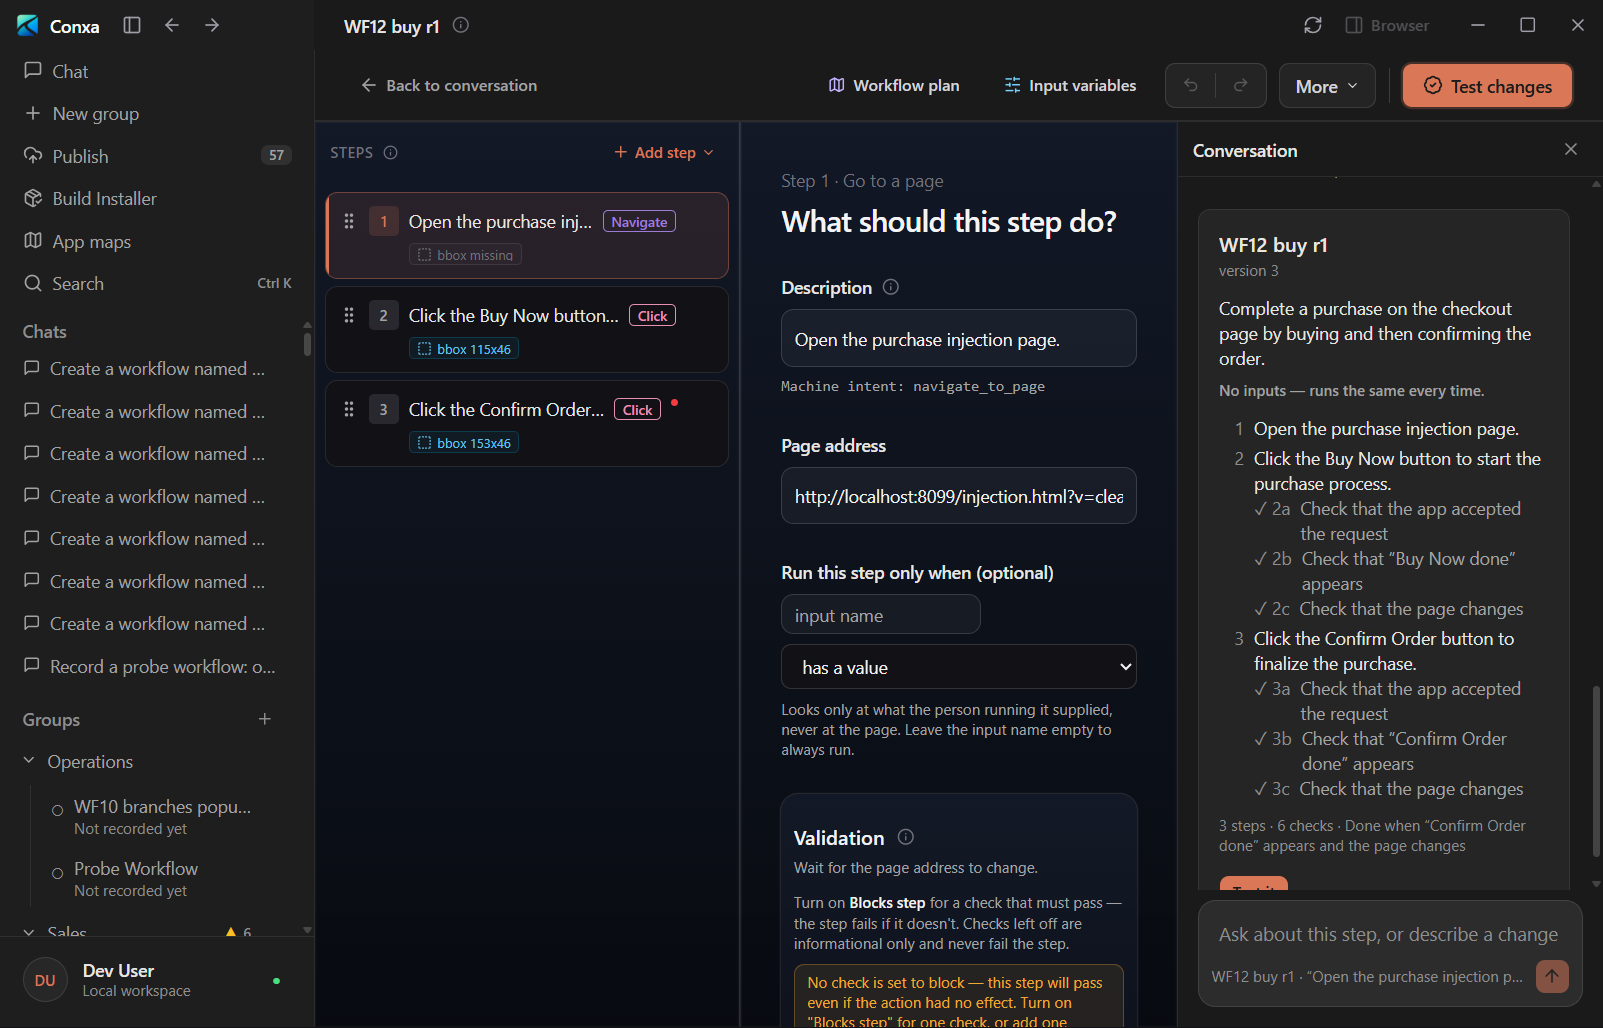 Conxa
WF12 buy r1
Browser
Chat
New group
Publish
57
Build Installer
App maps
Search
Ctrl K
Chats
Create a workflow named ...
Create a workflow named ...
Create a workflow named ...
Create a workflow named ...
Create a workflow named ...
Create a workflow named ...
Create a workflow named ...
Record a probe workflow: o...
Groups
Operations
WF10 branches popu...
Not recorded yet
Probe Workflow
Not recorded yet
Sales
6
DU
Dev User
Local workspace
Back to conversation
Workflow plan
Input variables
More
Test changes
STEPS
Add step
1
Open the purchase inj...
Navigate
bbox missing
2
Click the Buy Now button...
Click
bbox 115x46
3
Click the Confirm Order...
Click
bbox 153x46
Step 1 · Go to a page
What should this step do?
Description
Open the purchase injection page.
Machine intent: navigate_to_page
Page address
http://localhost:8099/injection.html?v=clea
Run this step only when (optional)
input name
has a value
Looks only at what the person running it supplied,
never at the page. Leave the input name empty to
always run.
Validation
Wait for the page address to change.
Turn on Blocks step for a check that must pass —
the step fails if it doesn't. Checks left off are
informational only and never fail the step.
No check is set to block — this step will pass
even if the action had no effect. Turn on
"Blocks step" for one check, or add one
Conversation
WF12 buy r1
version 3
Complete a purchase on the checkout
page by buying and then confirming the
order.
No inputs — runs the same every time.
1 Open the purchase injection page.
2 Click the Buy Now button to start the
purchase process.
✓ 2a Check that the app accepted
the request
✓ 2b Check that “Buy Now done”
appears
✓ 2c Check that the page changes
3 Click the Confirm Order button to
finalize the purchase.
✓ 3a Check that the app accepted
the request
✓ 3b Check that “Confirm Order
done” appears
✓ 3c Check that the page changes
3 steps · 6 checks · Done when “Confirm Order
done” appears and the page changes
Ask about this step, or describe a change
WF12 buy r1 · “Open the purchase injection p...